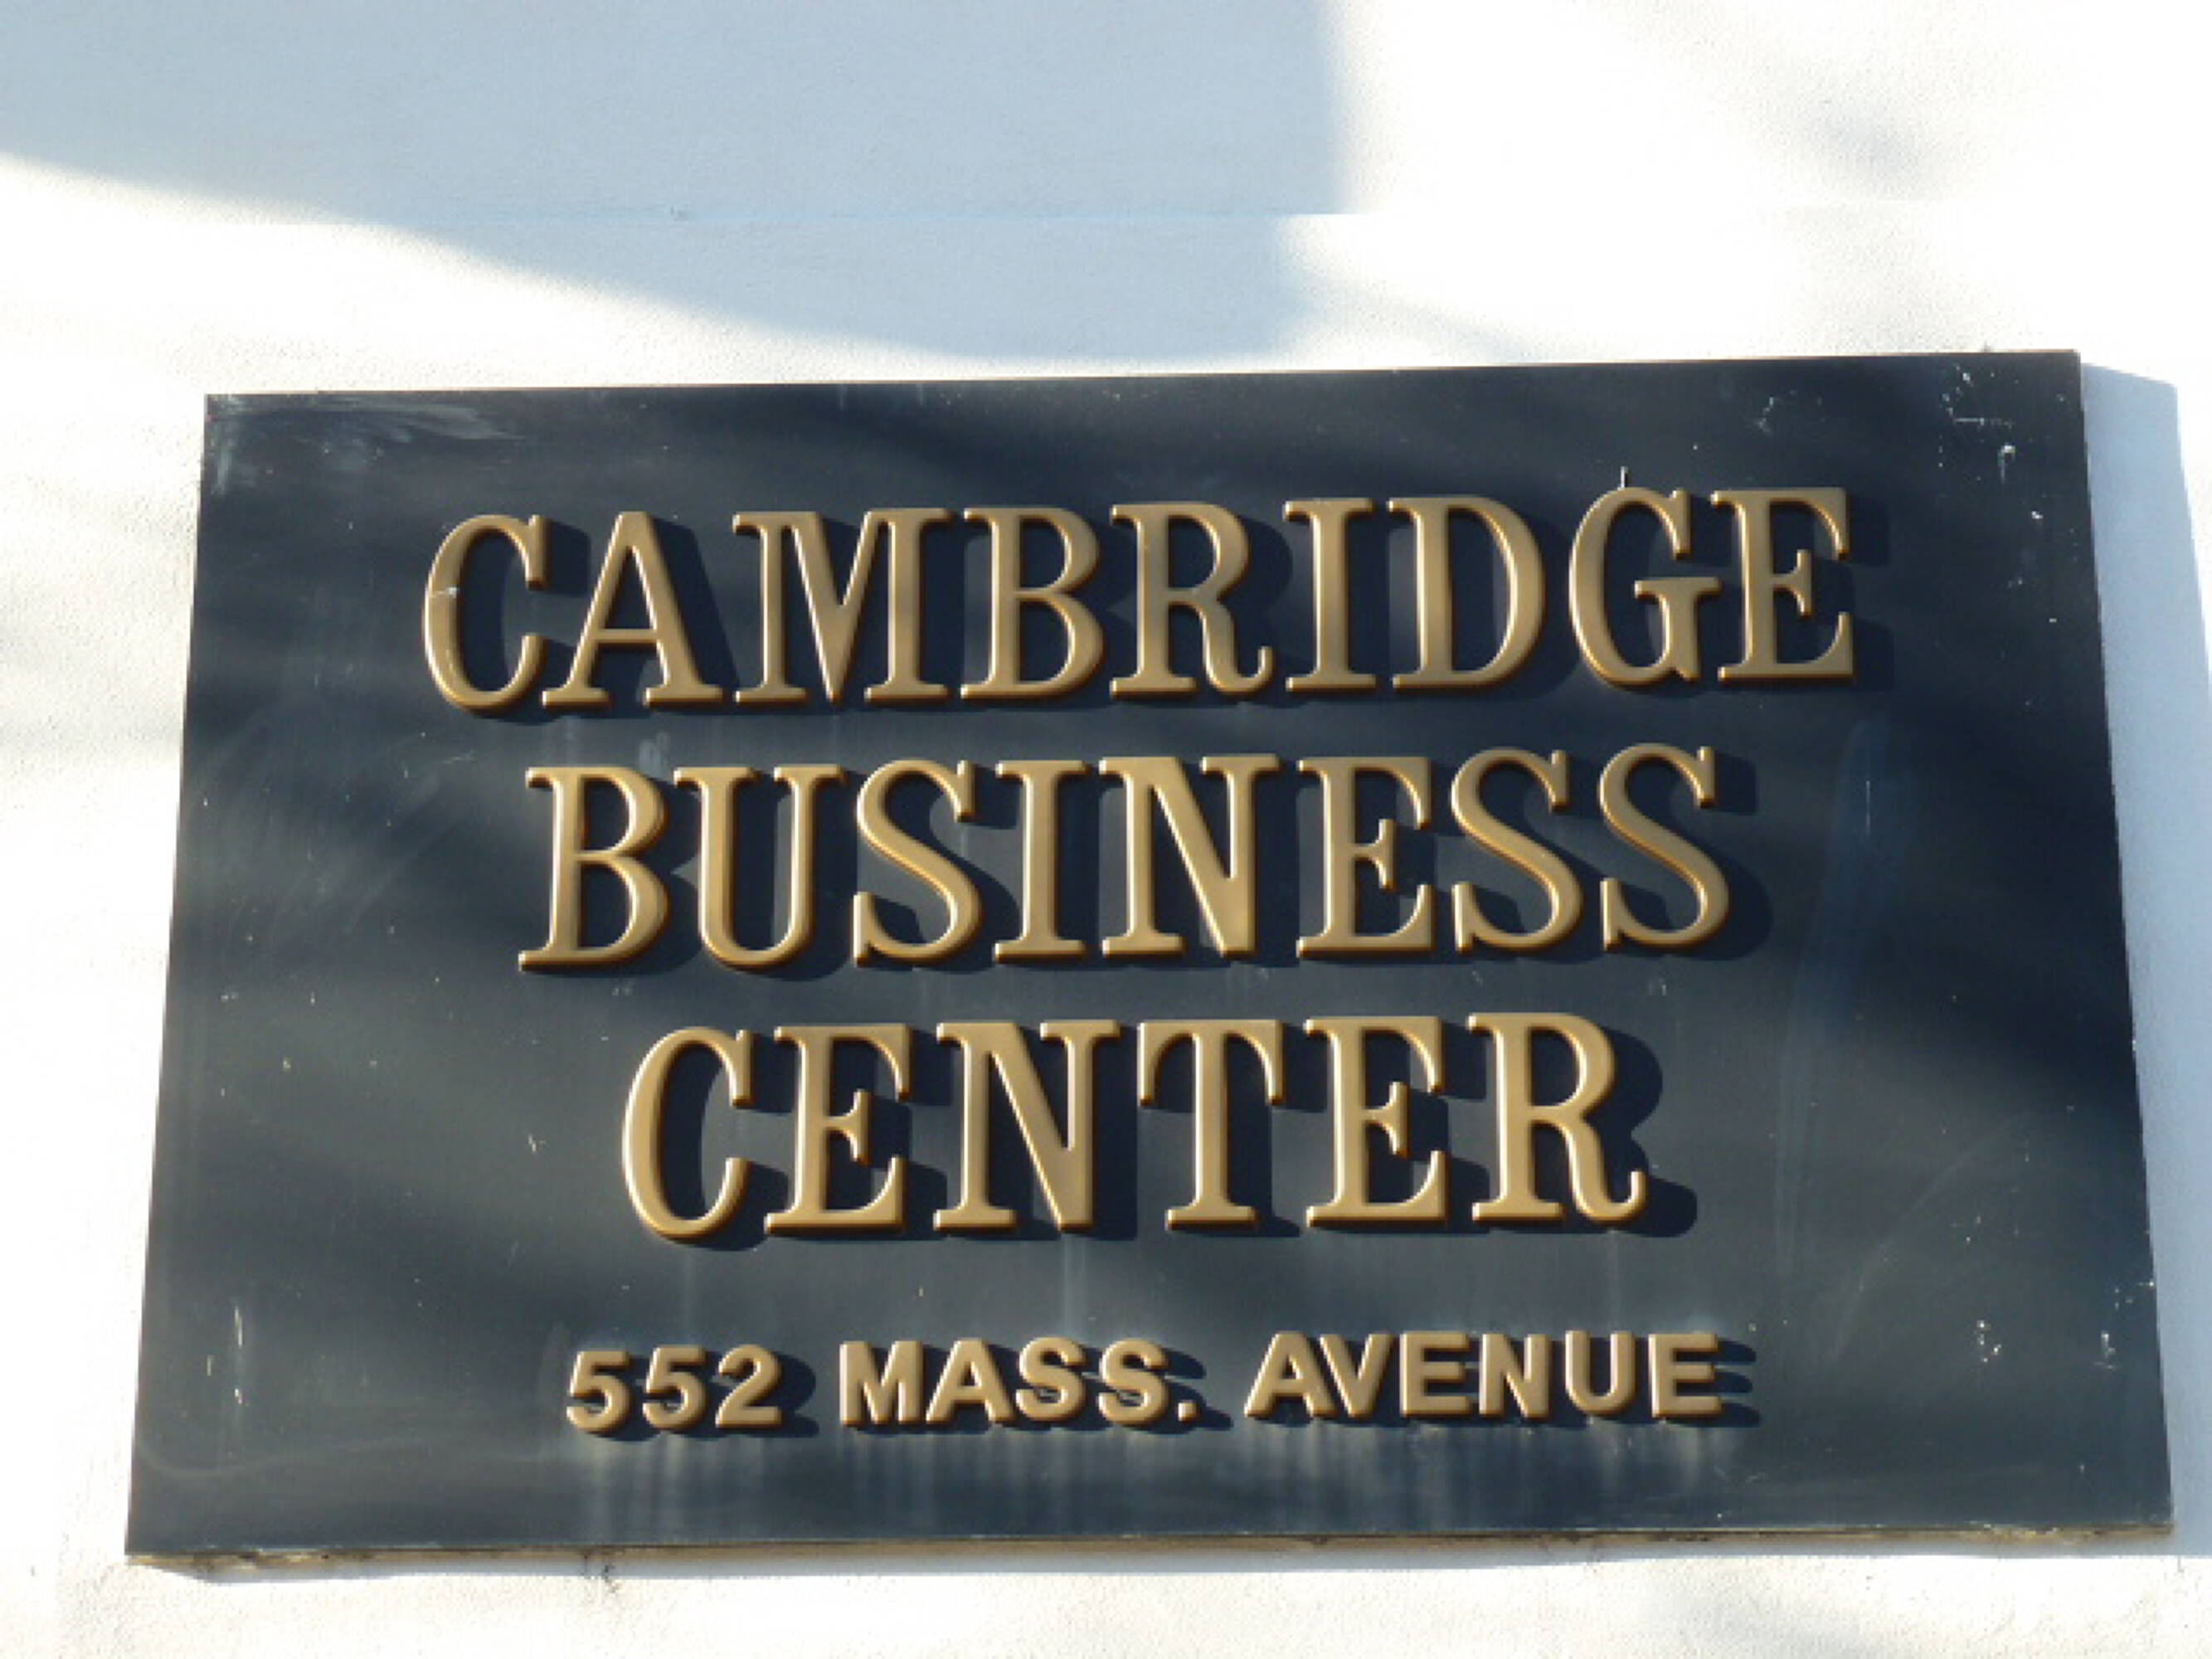 CAMBRIDGE
BUSINESS
CENTER
552 MASS. AVENUE